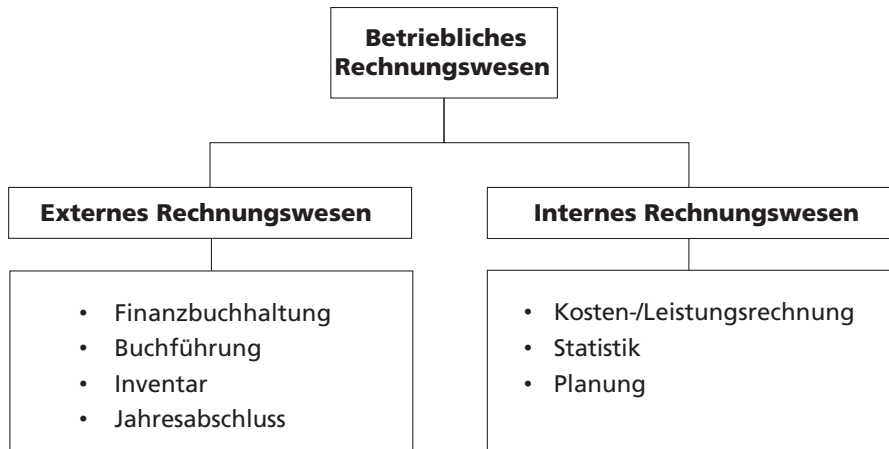 Betriebliches
Rechnungswesen
Externes Rechnungswesen
• Finanzbuchhaltung
• Buchführung
• Inventar
• Jahresabschluss
Internes Rechnungswesen
• Kosten-/Leistungsrechnung
• Statistik
• Planung